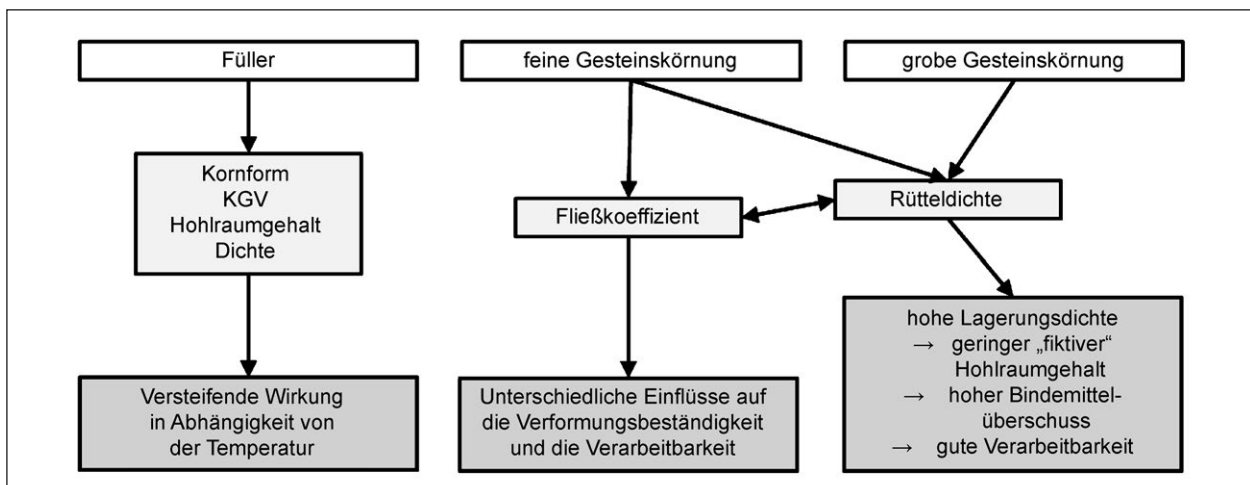 Füller
feine Gesteinskörnung
grobe Gesteinskörnung
Kornform
KGV
Hohlraumgehalt
Dichte
Fließkoeffizient
Rütteldichte
Versteifende Wirkung
in Abhängigkeit von
der Temperatur
Unterschiedliche Einflüsse auf
die Verformungsbeständigkeit
und die Verarbeitbarkeit
hohe Lagerungsdichte
→ geringer „fiktiver“
Hohlraumgehalt
→ hoher Bindemittel-
überschuss
→ gute Verarbeitbarkeit